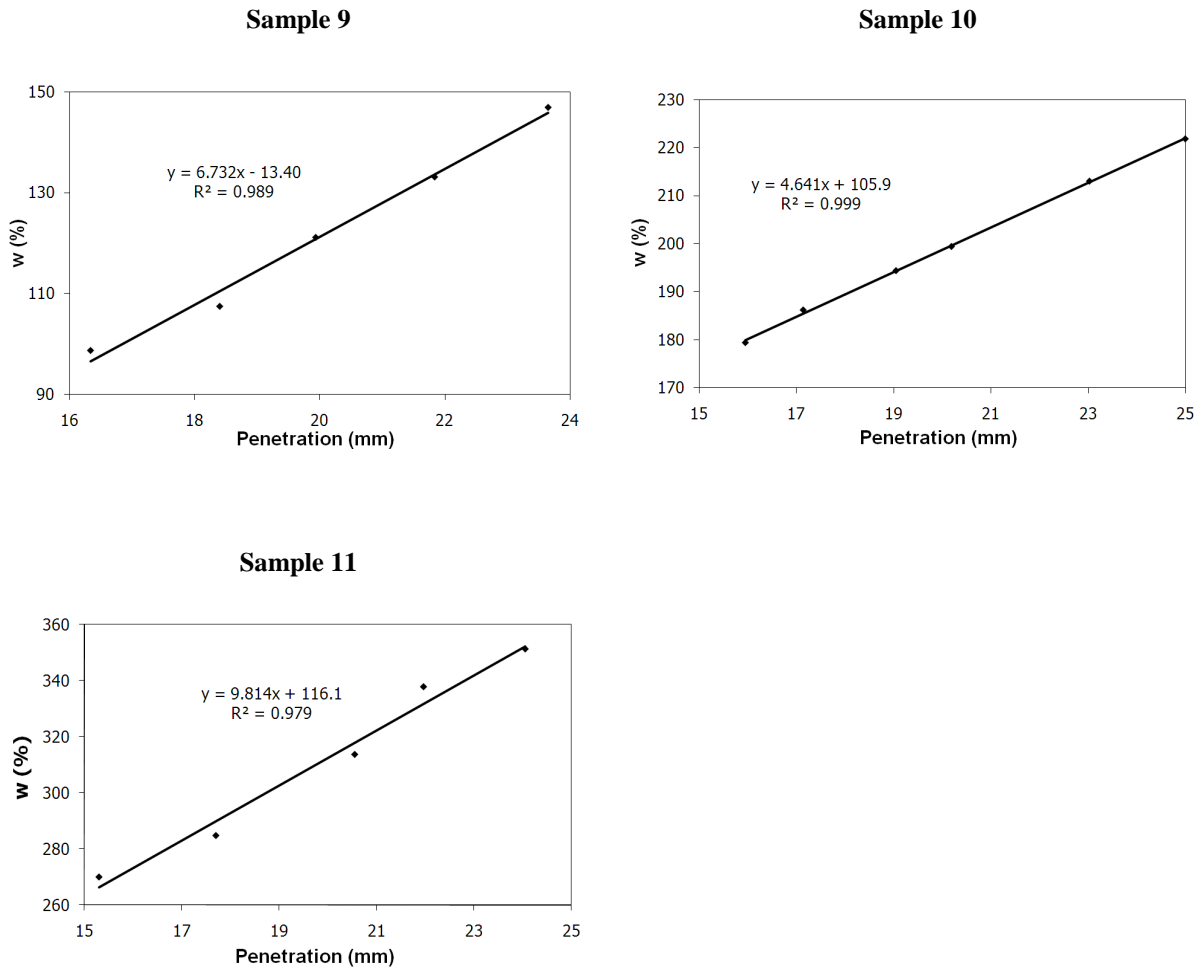 Sample 9
150
130
110
90
w (%)
y = 6.732x - 13.40
R² = 0.989
16 18 20 22 24
Penetration (mm)
Sample 10
230
220
210
200
190
180
170
w (%)
y = 4.641x + 105.9
R² = 0.999
15 17 19 21 23 25
Penetration (mm)
Sample 11
360
340
320
300
280
260
w (%)
y = 9.814x + 116.1
R² = 0.979
15 17 19 21 23 25
Penetration (mm)